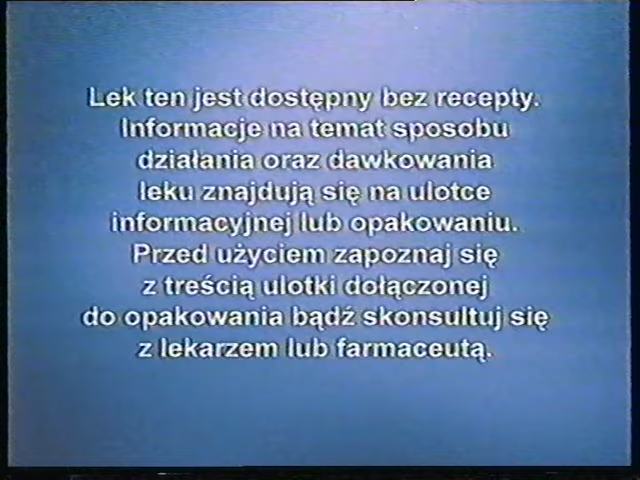 Lek ten jest dostępny bez recepty.
Informacje na temat sposobu
działania oraz dawkowania
leku znajdują się na ulotce
informacyjnej lub opakowaniu.
Przed użyciem zapoznaj się
z treścią ulotki dołączonej
do opakowania bądź skonsultuj się
z lekarzem lub farmaceutą.